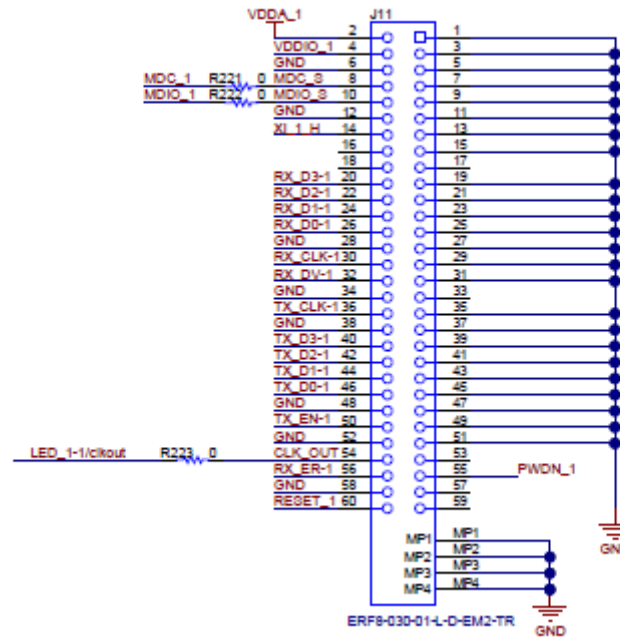 VDDA_1 J11
2 1
VDDIO_1 4 3
GND 6 5
MDC_1 R221 0 MDC_S 8 7
MDIO_1 R222 0 MDIO_S 10 9
GND 12 11
XI_1_H 14 13
16 15
18 17
RX_D3-1 20 19
RX_D2-1 22 21
RX_D1-1 24 23
RX_D0-1 26 25
GND 28 27
RX_CLK-1 30 29
RX_DV-1 32 31
GND 34 33
TX_CLK-1 36 35
GND 38 37
TX_D3-1 40 39
TX_D2-1 42 41
TX_D1-1 44 43
TX_D0-1 46 45
GND 48 47
TX_EN-1 50 49
GND 52 51
LED_1-1/clkout R223 0 CLK_OUT 54 53
RX_ER-1 56 55 PWDN_1
GND 58 57
RESET_1 60 59
MP1 MP1
MP2 MP2
MP3 MP3
MP4 MP4
GN
GND
ERF8-030-01-L-D-EM2-TR